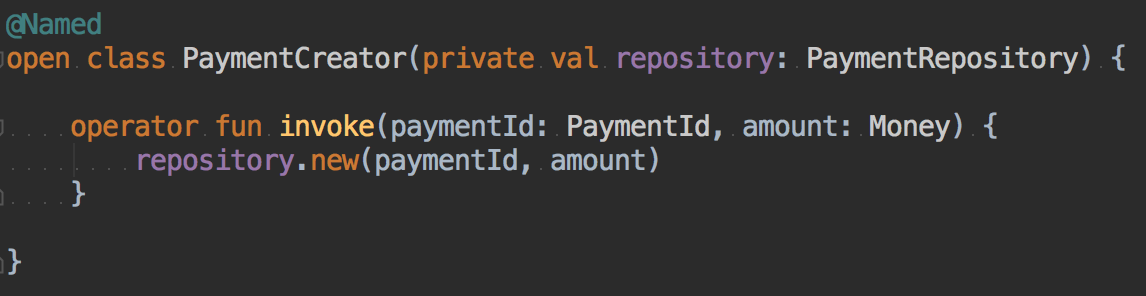 @Named
open class PaymentCreator(private val repository: PaymentRepository) {
operator fun invoke(paymentId: PaymentId, amount: Money) {
repository.new(paymentId, amount)
}
}